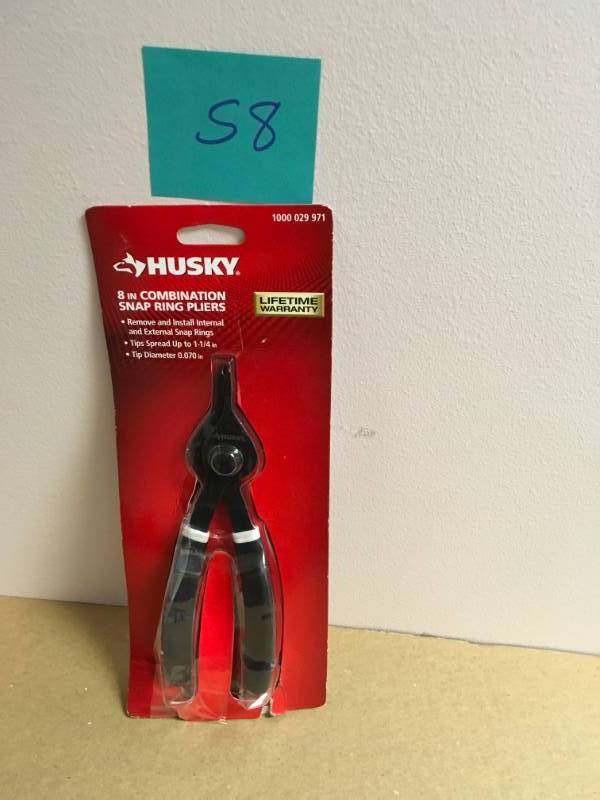 S8
1000 029 971
HUSKY
8 IN COMBINATION
SNAP RING PLIERS
LIFETIME
WARRANTY
• Remove and Install Internal
and External Snap Rings
• Tips Spread Up to 1-1/4 in
• Tip Diameter 0.070 in
HUSKY